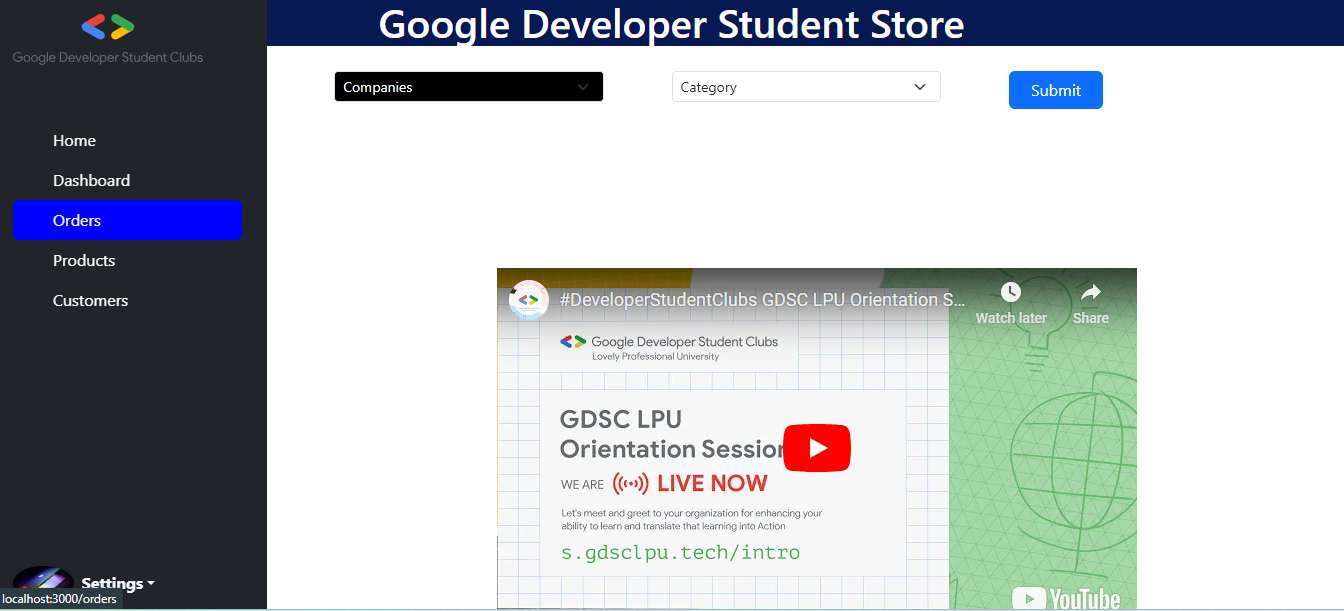 Google Developer Student Clubs
Google Developer Student Store
Companies
Category
Submit
Home
Dashboard
Orders
Products
Customers
#DeveloperStudentClubs GDSC LPU Orientation S...
Watch later
Share
Google Developer Student Clubs
Lovely Professional University
GDSC LPU
Orientation Session
WE ARE LIVE NOW
Let's meet and greet to your organization for enhancing your
ability to learn and translate that learning into Action
s.gdsclpu.tech/intro
YouTube
Settings
localhost:3000/orders